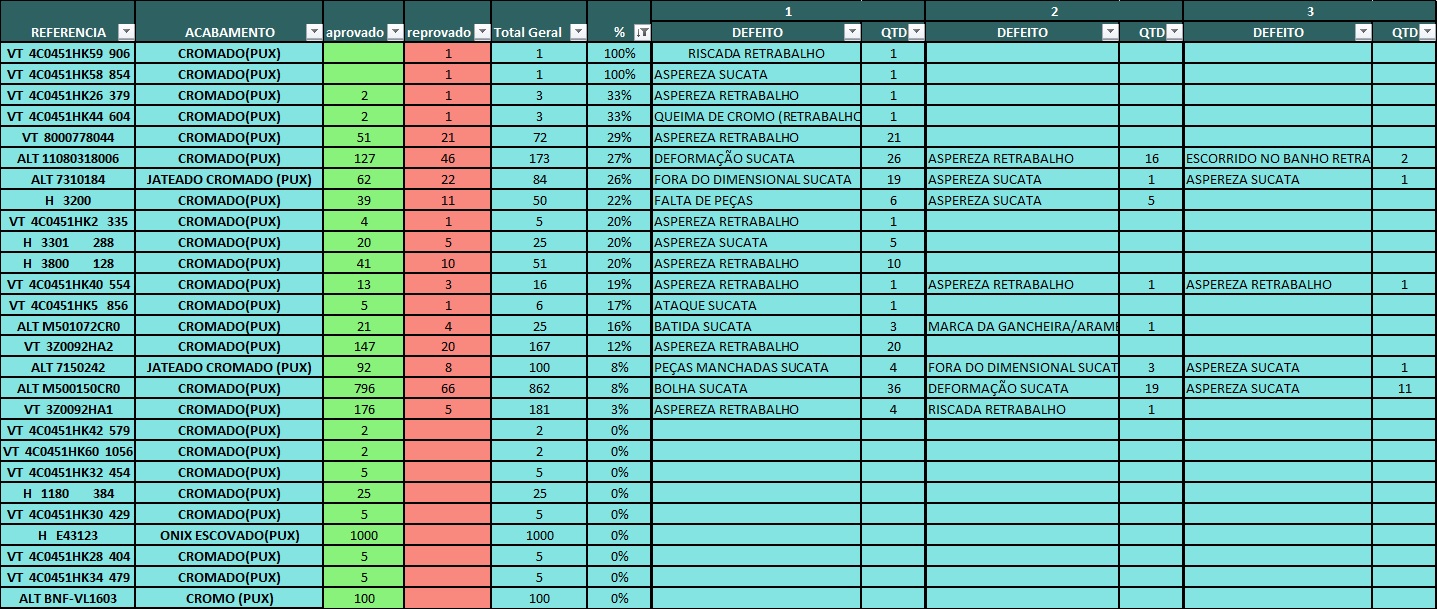 1 2 3
REFERENCIA ACABAMENTO aprovado reprovado Total Geral % DEFEITO QTD DEFEITO QTD DEFEITO QTD
VT 4C0451HK59 906 CROMADO(PUX) 1 1 100% RISCADA RETRABALHO 1
VT 4C0451HK58 854 CROMADO(PUX) 1 1 100% ASPEREZA SUCATA 1
VT 4C0451HK26 379 CROMADO(PUX) 2 1 3 33% ASPEREZA RETRABALHO 1
VT 4C0451HK44 604 CROMADO(PUX) 2 1 3 33% QUEIMA DE CROMO (RETRABALHO 1
VT 8000778044 CROMADO(PUX) 51 21 72 29% ASPEREZA RETRABALHO 21
ALT 11080318006 CROMADO(PUX) 127 46 173 27% DEFORMAÇÃO SUCATA 26 ASPEREZA RETRABALHO 16 ESCORRIDO NO BANHO RETRA 2
ALT 7310184 JATEADO CROMADO (PUX) 62 22 84 26% FORA DO DIMENSIONAL SUCATA 19 ASPEREZA SUCATA 1 ASPEREZA SUCATA 1
H 3200 CROMADO(PUX) 39 11 50 22% FALTA DE PEÇAS 6 ASPEREZA SUCATA 5
VT 4C0451HK2 335 CROMADO(PUX) 4 1 5 20% ASPEREZA RETRABALHO 1
H 3301 288 CROMADO(PUX) 20 5 25 20% ASPEREZA SUCATA 5
H 3800 128 CROMADO(PUX) 41 10 51 20% ASPEREZA RETRABALHO 10
VT 4C0451HK40 554 CROMADO(PUX) 13 3 16 19% ASPEREZA RETRABALHO 1 ASPEREZA RETRABALHO 1 ASPEREZA RETRABALHO 1
VT 4C0451HK5 856 CROMADO(PUX) 5 1 6 17% ATAQUE SUCATA 1
ALT M501072CR0 CROMADO(PUX) 21 4 25 16% BATIDA SUCATA 3 MARCA DA GANCHEIRA/ARAME 1
VT 3Z0092HA2 CROMADO(PUX) 147 20 167 12% ASPEREZA RETRABALHO 20
ALT 7150242 JATEADO CROMADO (PUX) 92 8 100 8% PEÇAS MANCHADAS SUCATA 4 FORA DO DIMENSIONAL SUCAT 3 ASPEREZA SUCATA 1
ALT M500150CR0 CROMADO(PUX) 796 66 862 8% BOLHA SUCATA 36 DEFORMAÇÃO SUCATA 19 ASPEREZA SUCATA 11
VT 3Z0092HA1 CROMADO(PUX) 176 5 181 3% ASPEREZA RETRABALHO 4 RISCADA RETRABALHO 1
VT 4C0451HK42 579 CROMADO(PUX) 2 2 0%
VT 4C0451HK60 1056 CROMADO(PUX) 2 2 0%
VT 4C0451HK32 454 CROMADO(PUX) 5 5 0%
H 1180 384 CROMADO(PUX) 25 25 0%
VT 4C0451HK30 429 CROMADO(PUX) 5 5 0%
H E43123 ONIX ESCOVADO(PUX) 1000 1000 0%
VT 4C0451HK28 404 CROMADO(PUX) 5 5 0%
VT 4C0451HK34 479 CROMADO(PUX) 5 5 0%
ALT BNF-VL1603 CROMO (PUX) 100 100 0%